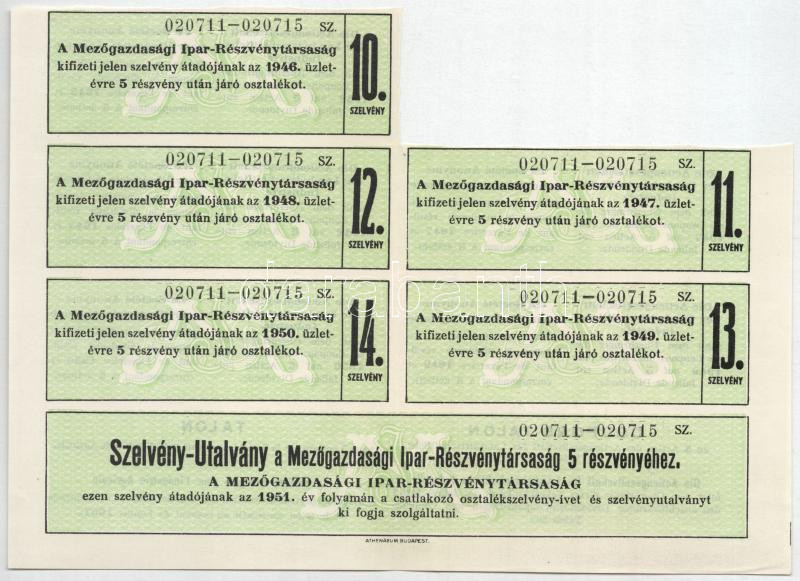 020711—020715 SZ.
A Mezőgazdasági Ipar-Részvénytársaság
kifizeti jelen szelvény átadójának az 1946. üzlet-
évre 5 részvény után járó osztalékot.
10.
SZELVÉNY
020711—020715 SZ.
A Mezőgazdasági Ipar-Részvénytársaság
kifizeti jelen szelvény átadójának az 1948. üzlet-
évre 5 részvény után járó osztalékot.
12.
SZELVÉNY
020711—020715 SZ.
A Mezőgazdasági Ipar-Részvénytársaság
kifizeti jelen szelvény átadójának az 1947. üzlet-
évre 5 részvény után járó osztalékot.
11.
SZELVÉNY
020711—020715 SZ.
A Mezőgazdasági Ipar-Részvénytársaság
kifizeti jelen szelvény átadójának az 1950. üzlet-
évre 5 részvény után járó osztalékot.
14.
SZELVÉNY
020711—020715 SZ.
A Mezőgazdasági Ipar-Részvénytársaság
kifizeti jelen szelvény átadójának az 1949. üzlet-
évre 5 részvény után járó osztalékot.
13.
SZELVÉNY
020711—020715 SZ.
Szelvény-Utalvány a Mezőgazdasági Ipar-Részvénytársaság 5 részvényéhez.
A MEZŐGAZDASÁGI IPAR-RÉSZVÉNYTÁRSASÁG
ezen szelvény átadójának az 1951. év folyamán a csatlakozó osztalékszelvény-ívet és szelvényutalványt
ki fogja szolgáltatni.
ATHENAEUM BUDAPEST.
darabanth